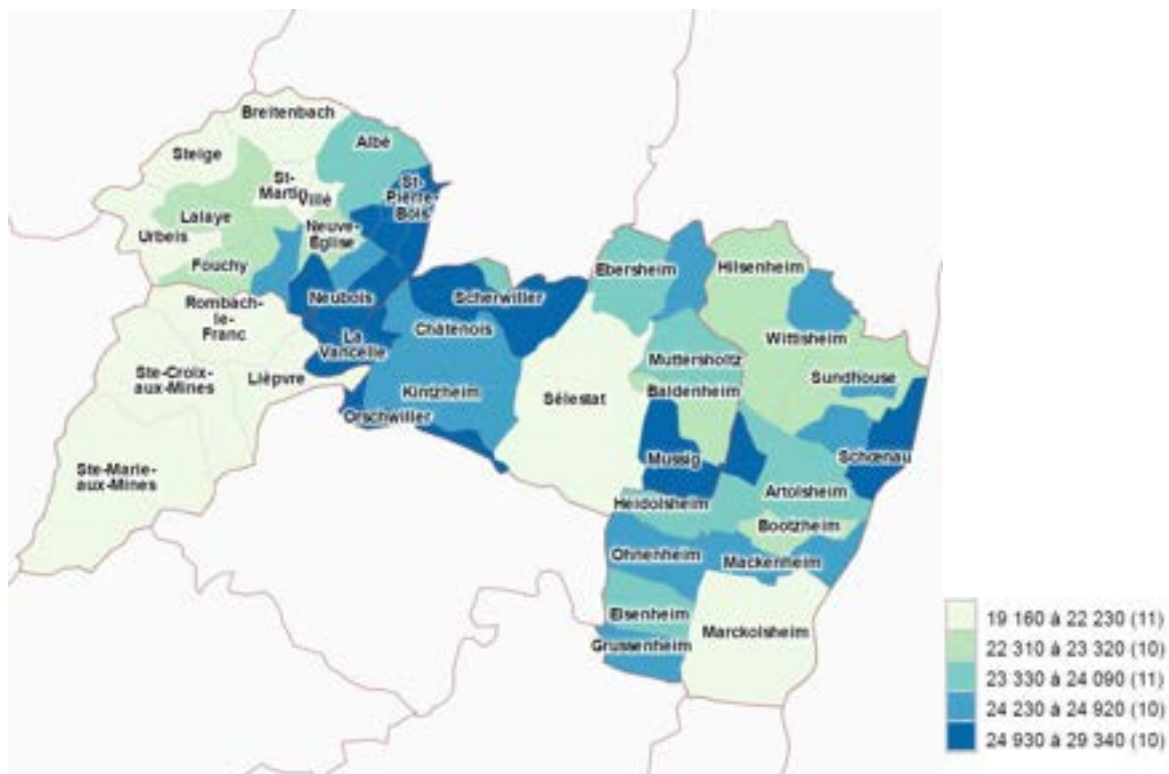 Breitenbach
Albé
Steige
St-
Martin
Villé
St-
Pierre-
Bois
Lalaye
Neuve-
Église
Urbeis
Fouchy
Ebersheim
Hilsenheim
Neubois
Scherwiller
Rombach-
le-
Franc
Châtenois
Wittisheim
La
Vancelle
Muttersholtz
Ste-Croix-
aux-Mines
Lièpvre
Sundhouse
Kintzheim
Baldenheim
Sélestat
Orschwiller
Mussig
Schœnau
Ste-Marie-
aux-Mines
Artolsheim
Heidolsheim
Bootzheim
Ohnenheim
Mackenheim
Elsenheim
Marckolsheim
Grussenheim
19 160 à 22 230 (11)
22 310 à 23 320 (10)
23 330 à 24 090 (11)
24 230 à 24 920 (10)
24 930 à 29 340 (10)